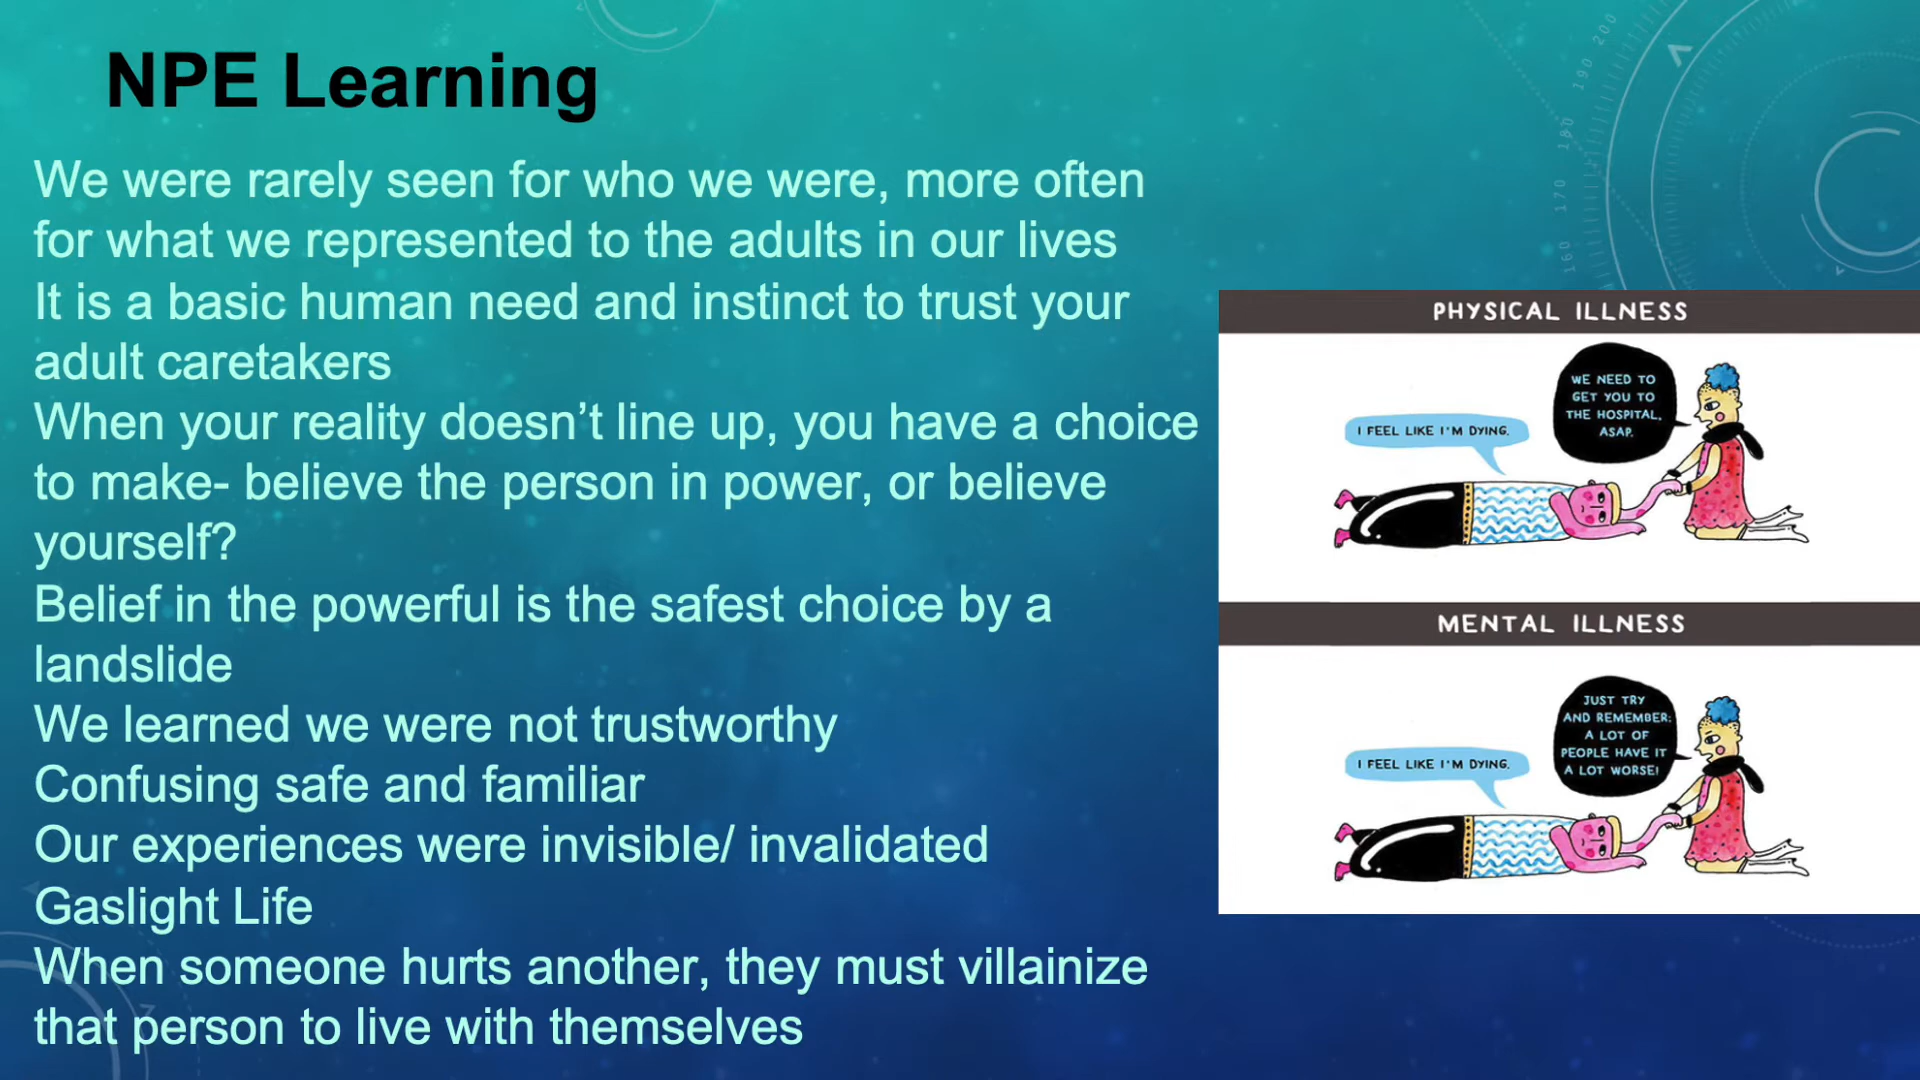 NPE Learning
We were rarely seen for who we were, more often
for what we represented to the adults in our lives
It is a basic human need and instinct to trust your
adult caretakers
When your reality doesn’t line up, you have a choice
to make- believe the person in power, or believe
yourself?
Belief in the powerful is the safest choice by a
landslide
We learned we were not trustworthy
Confusing safe and familiar
Our experiences were invisible/ invalidated
Gaslight Life
When someone hurts another, they must villainize
that person to live with themselves
PHYSICAL ILLNESS
I FEEL LIKE I'M DYING.
WE NEED TO
GET YOU TO
THE HOSPITAL,
ASAP.
MENTAL ILLNESS
I FEEL LIKE I'M DYING.
JUST TRY
AND REMEMBER:
A LOT OF
PEOPLE HAVE IT
A LOT WORSE!
200
190
180
170
160